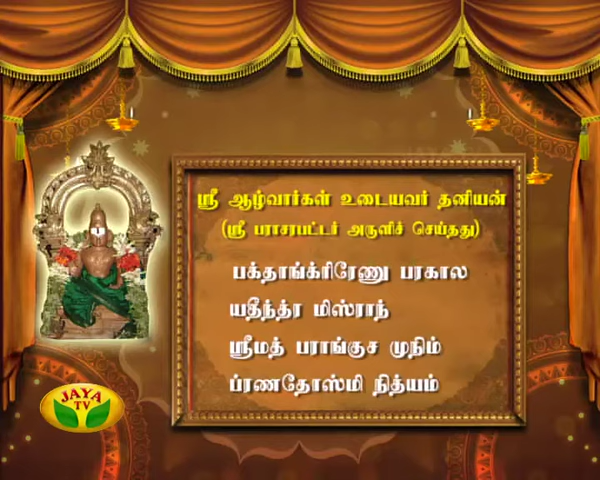 ஸ்ரீ ஆழ்வார்கள் உடையவர் தனியன்
(ஸ்ரீ பராசரபட்டர் அருளிச் செய்தது)
பக்தாங்க்ரிரேணு பரகால
யதீந்த்ர மிஸ்ராந்
ஸ்ரீமத் பராங்குச முநிம்
ப்ரணதோஸ்மி நித்யம்
JAYA
TV